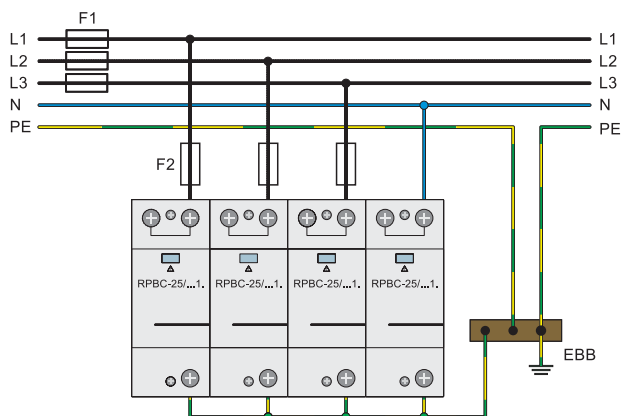 F1
L1 L1
L2 L2
L3 L3
N N
PE PE
F2
RPBC-25/...1. RPBC-25/...1. RPBC-25/...1. RPBC-25/...1.
EBB